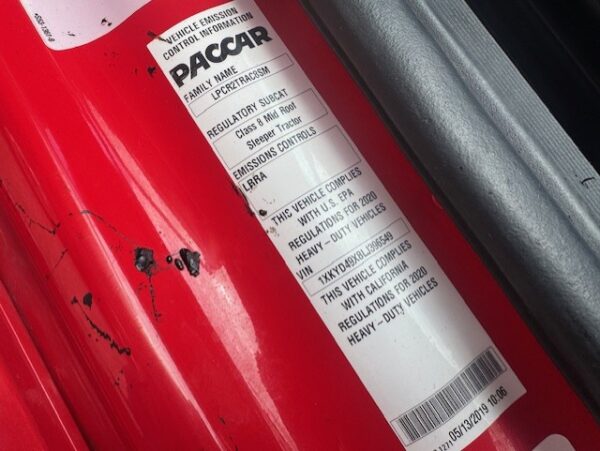 VEHICLE EMISSION
CONTROL INFORMATION
PACCAR
FAMILY NAME
LPCR2TRAC8SM
REGULATORY SUBCAT
Class 8 Mid Roof
Sleeper Tractor
EMISSIONS CONTROLS
LRRA
THIS VEHICLE COMPLIES
WITH U.S. EPA
REGULATIONS FOR 2020
HEAVY-DUTY VEHICLES
VIN
1XKYD49X8LJ996549
THIS VEHICLE COMPLIES
WITH CALIFORNIA
REGULATIONS FOR 2020
HEAVY-DUTY VEHICLES
05/13/2019 10:06